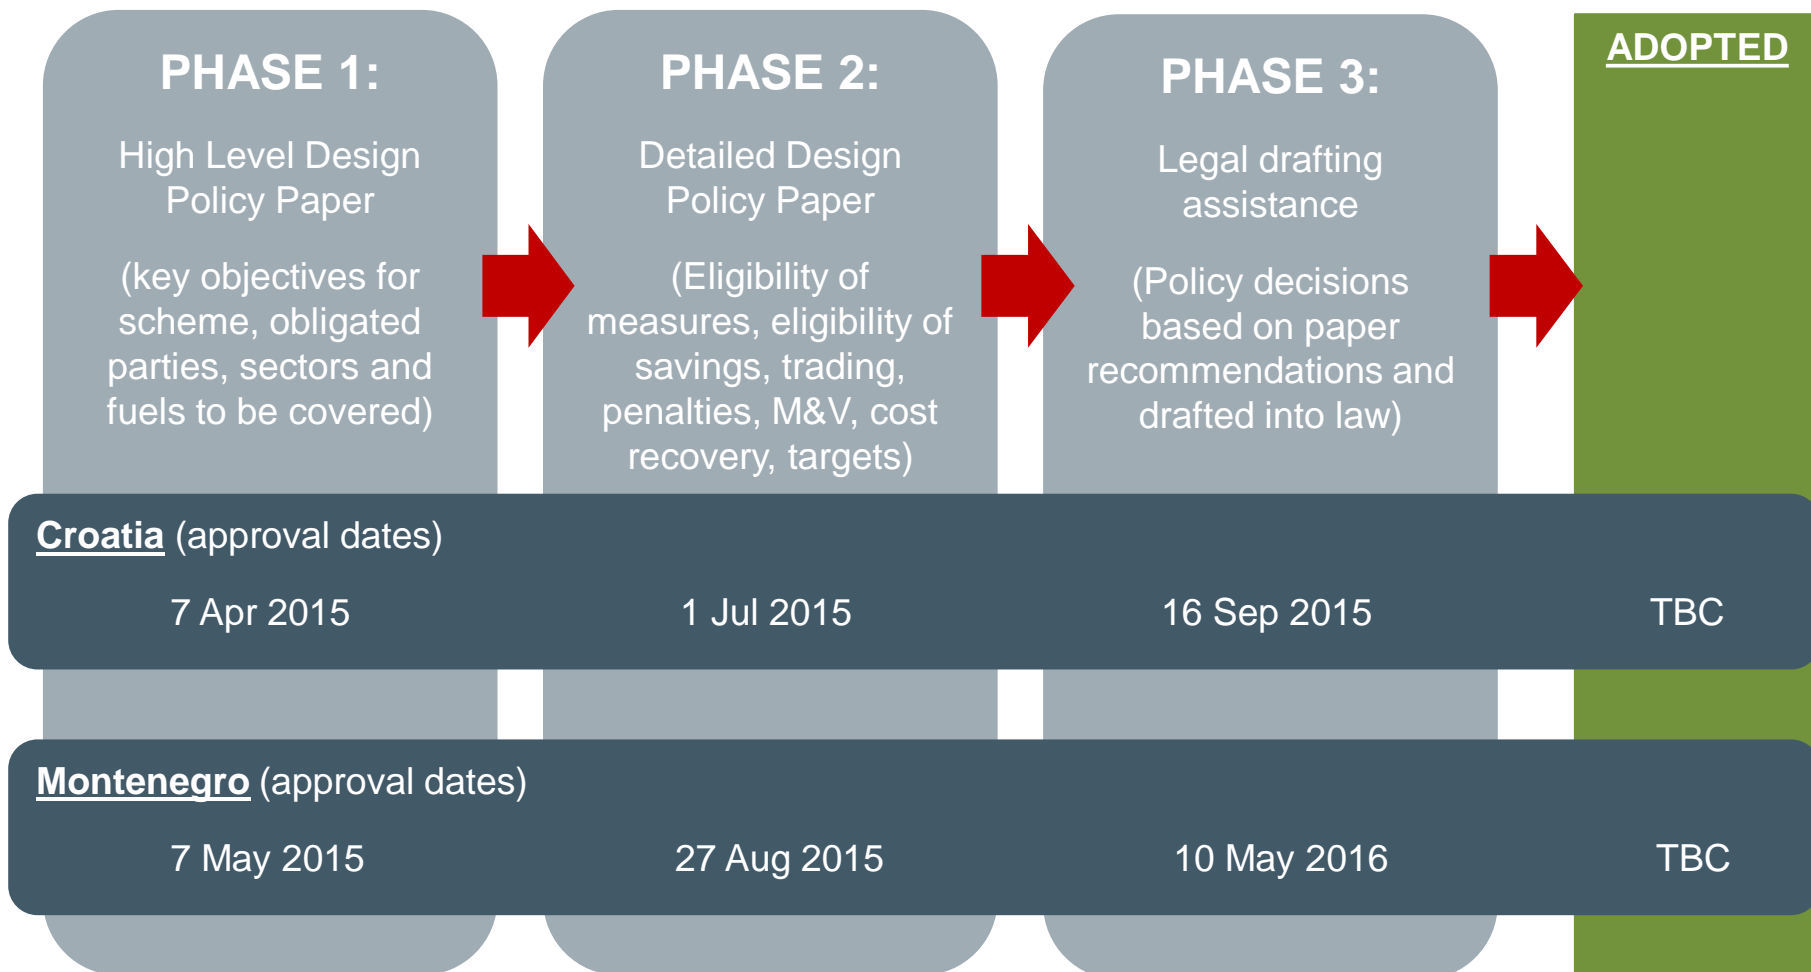 PHASE 1:
High Level Design
Policy Paper
(key objectives for
scheme, obligated
parties, sectors and
fuels to be covered)
PHASE 2:
Detailed Design
Policy Paper
(Eligibility of
measures, eligibility of
savings, trading,
penalties, M&V, cost
recovery, targets)
PHASE 3:
Legal drafting
assistance
(Policy decisions
based on paper
recommendations and
drafted into law)
ADOPTED
Croatia (approval dates)
7 Apr 2015 1 Jul 2015 16 Sep 2015 TBC
Montenegro (approval dates)
7 May 2015 27 Aug 2015 10 May 2016 TBC